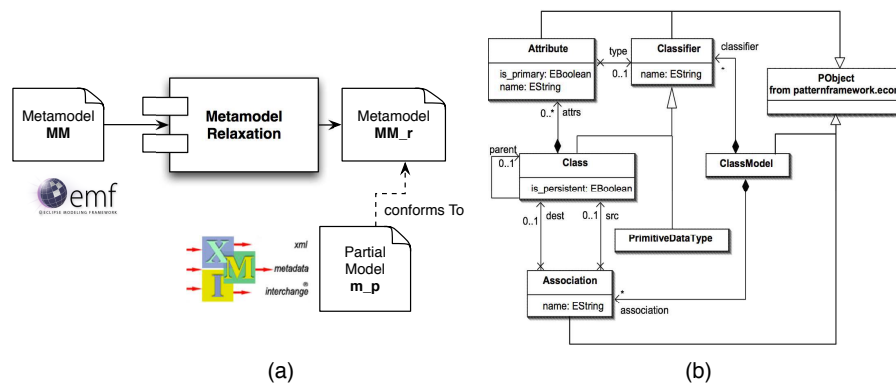 Metamodel
MM
Metamodel
Relaxation
Metamodel
MM_r
emf
ECLIPSE MODELING FRAMEWORK
conforms To
XMI
xml
metadata
®
interchange
Partial
Model
m_p
(a)
Attribute
is_primary: EBoolean
name: EString
type
0..1
Classifier
name: EString
classifier
*
PObject
from patternframework.ecore
0..*
attrs
parent
0..1
Class
is_persistent: EBoolean
ClassModel
0..1
dest
0..1
src
PrimitiveDataType
Association
name: EString
*
association
(b)